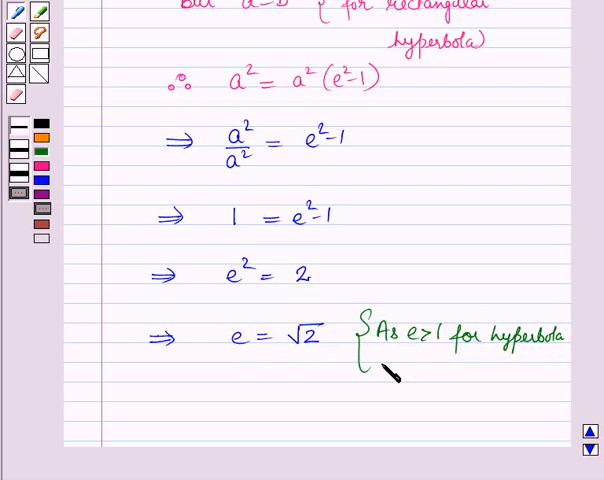 But a = b { for rectangular
hyperbola)
∴ a² = a² (e²-1)
⇒ a²/a² = e²-1
⇒ 1 = e²-1
⇒ e² = 2
⇒ e = √2 { As e>1 for hyperbola